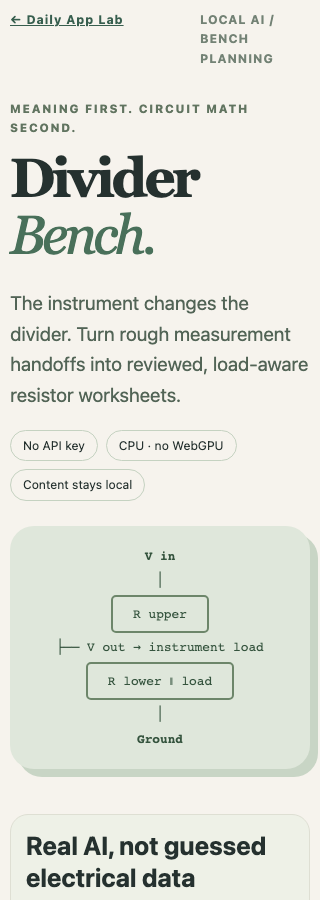 ← Daily App Lab
LOCAL AI /
BENCH
PLANNING
MEANING FIRST. CIRCUIT MATH
SECOND.
Divider
Bench.
The instrument changes the
divider. Turn rough measurement
handoffs into reviewed, load-aware
resistor worksheets.
No API key
CPU · no WebGPU
Content stays local
V in
│
R upper
├── V out → instrument load
R lower ∥ load
│
Ground
Real AI, not guessed
electrical data